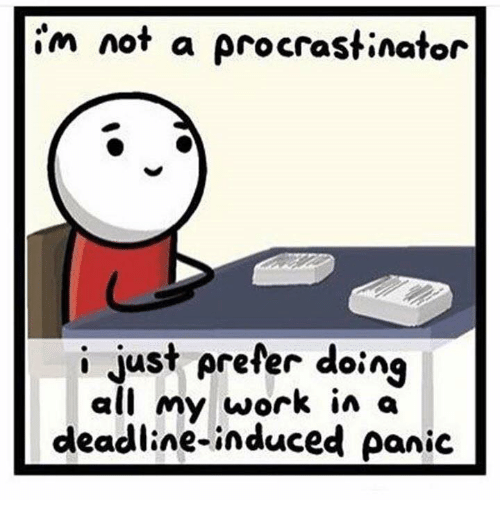 i'm not a procrastinator
i just prefer doing
all my work in a
deadline-induced panic